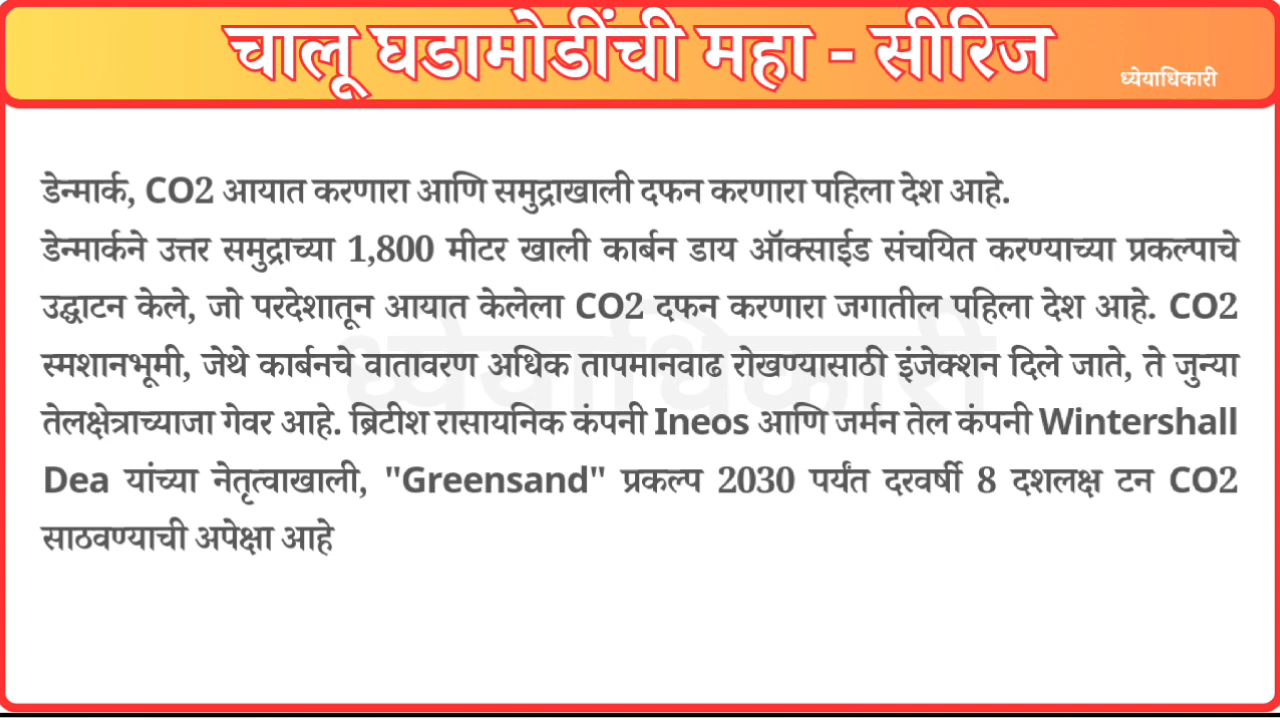 चालू घडामोडींची महा - सीरिज
ध्येयाधिकारी
डेन्मार्क, CO2 आयात करणारा आणि समुद्राखाली दफन करणारा पहिला देश आहे.
डेन्मार्कने उत्तर समुद्राच्या 1,800 मीटर खाली कार्बन डाय ऑक्साईड संचयित करण्याच्या प्रकल्पाचे
उद्घाटन केले, जो परदेशातून आयात केलेला CO2 दफन करणारा जगातील पहिला देश आहे. CO2
स्मशानभूमी, जेथे कार्बनचे वातावरण अधिक तापमानवाढ रोखण्यासाठी इंजेक्शन दिले जाते, ते जुन्या
तेलक्षेत्राच्याजा गेवर आहे. ब्रिटीश रासायनिक कंपनी Ineos आणि जर्मन तेल कंपनी Wintershall
Dea यांच्या नेतृत्वाखाली, "Greensand" प्रकल्प 2030 पर्यंत दरवर्षी 8 दशलक्ष टन CO2
साठवण्याची अपेक्षा आहे
ध्येयाधिकारी